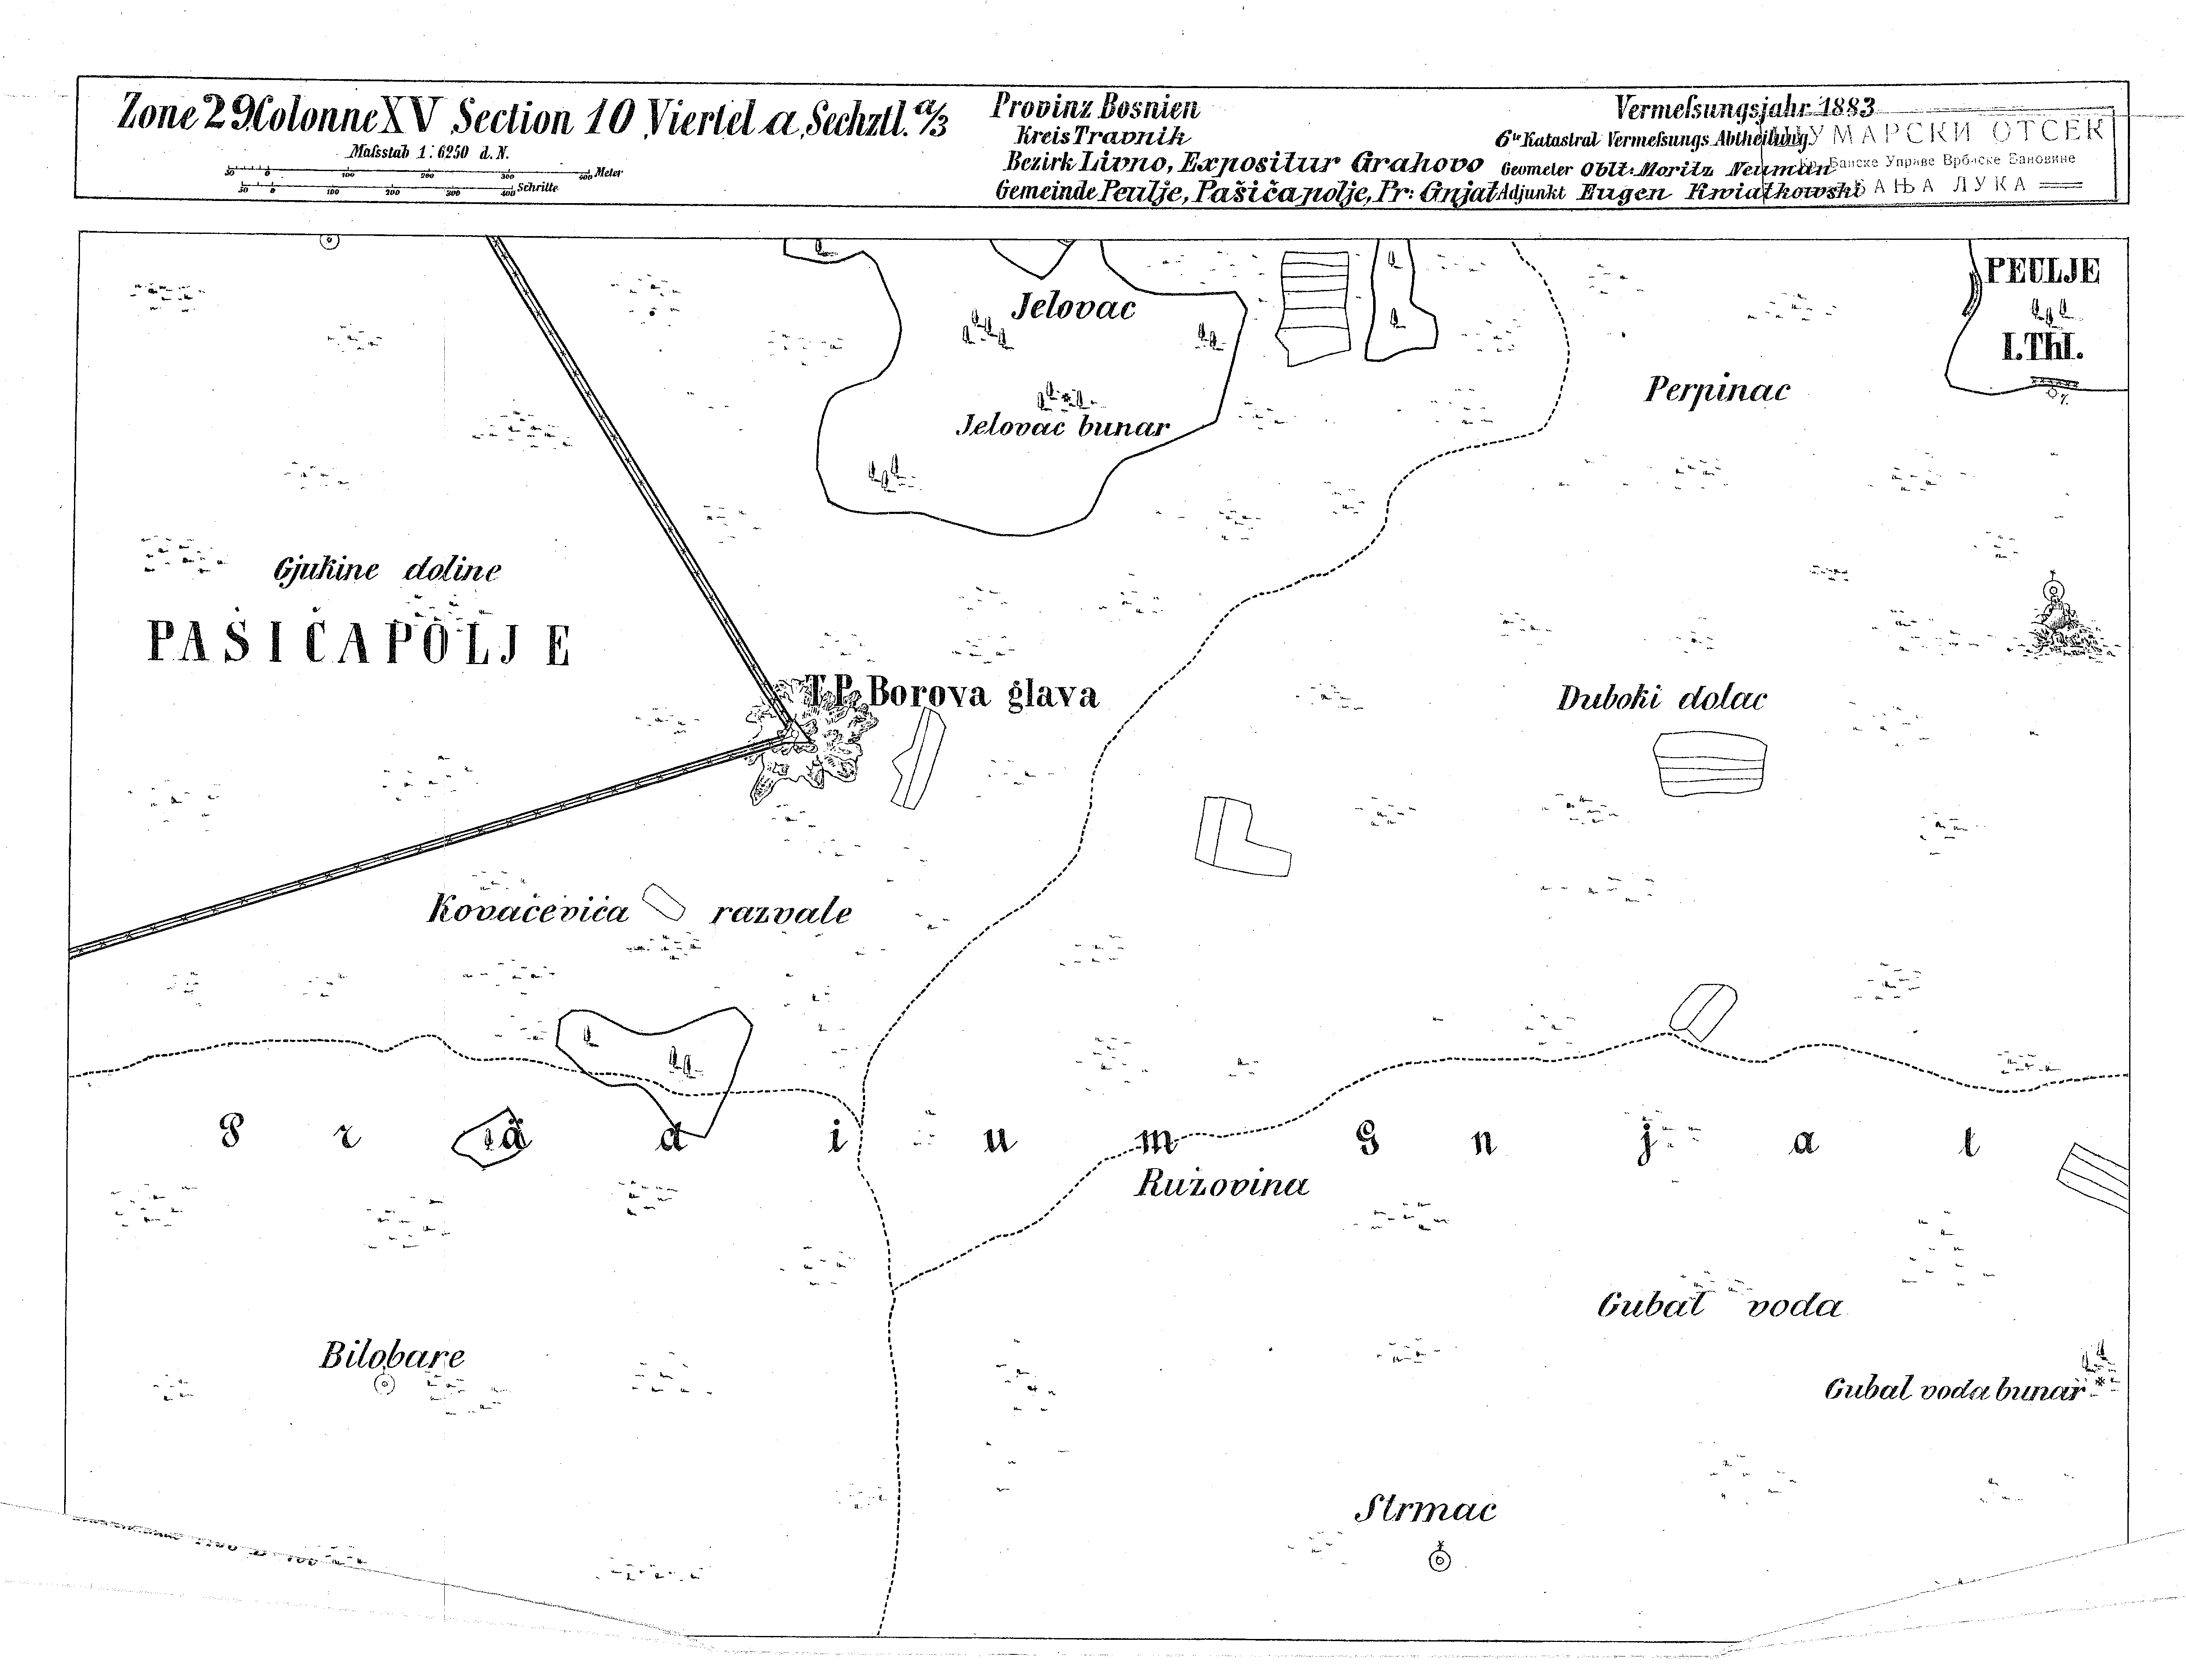 Zone 29 Colonne XV Section 10 Viertel a Sechztl. a/3
Maſsstab 1:6250 d. N.
50 0 100 200 300 400 Meter
50 0 100 200 300 400 Schritte
Provinz Bosnien
Kreis Travnik
Bezirk Livno, Expositur Grahovo
Gemeinde Peulje, Pašičapolje, Pr: Gnjat
Vermeſsungsjahr 1883
6te Katastral Vermeſsungs Abtheilung
Geometer Oblt: Moritz Neuman
Adjunkt Eugen Kwiatkowski
ШУМАРСКИ ОТСЕК
Кр. Банске Управе Врбаске Бановине
БАЊА ЛУКА
PEULJE
I.Thl.
Jelovac
Perpinac
Jelovac bunar
Gjukine doline
PAŠIČAPOLJE
T.P. Borova glava
Duboki dolac
Kovačevića razvale
Praedium Gnjat
Ružovina
Gubal voda
Bilobare
Gubal voda bunar
Strmac